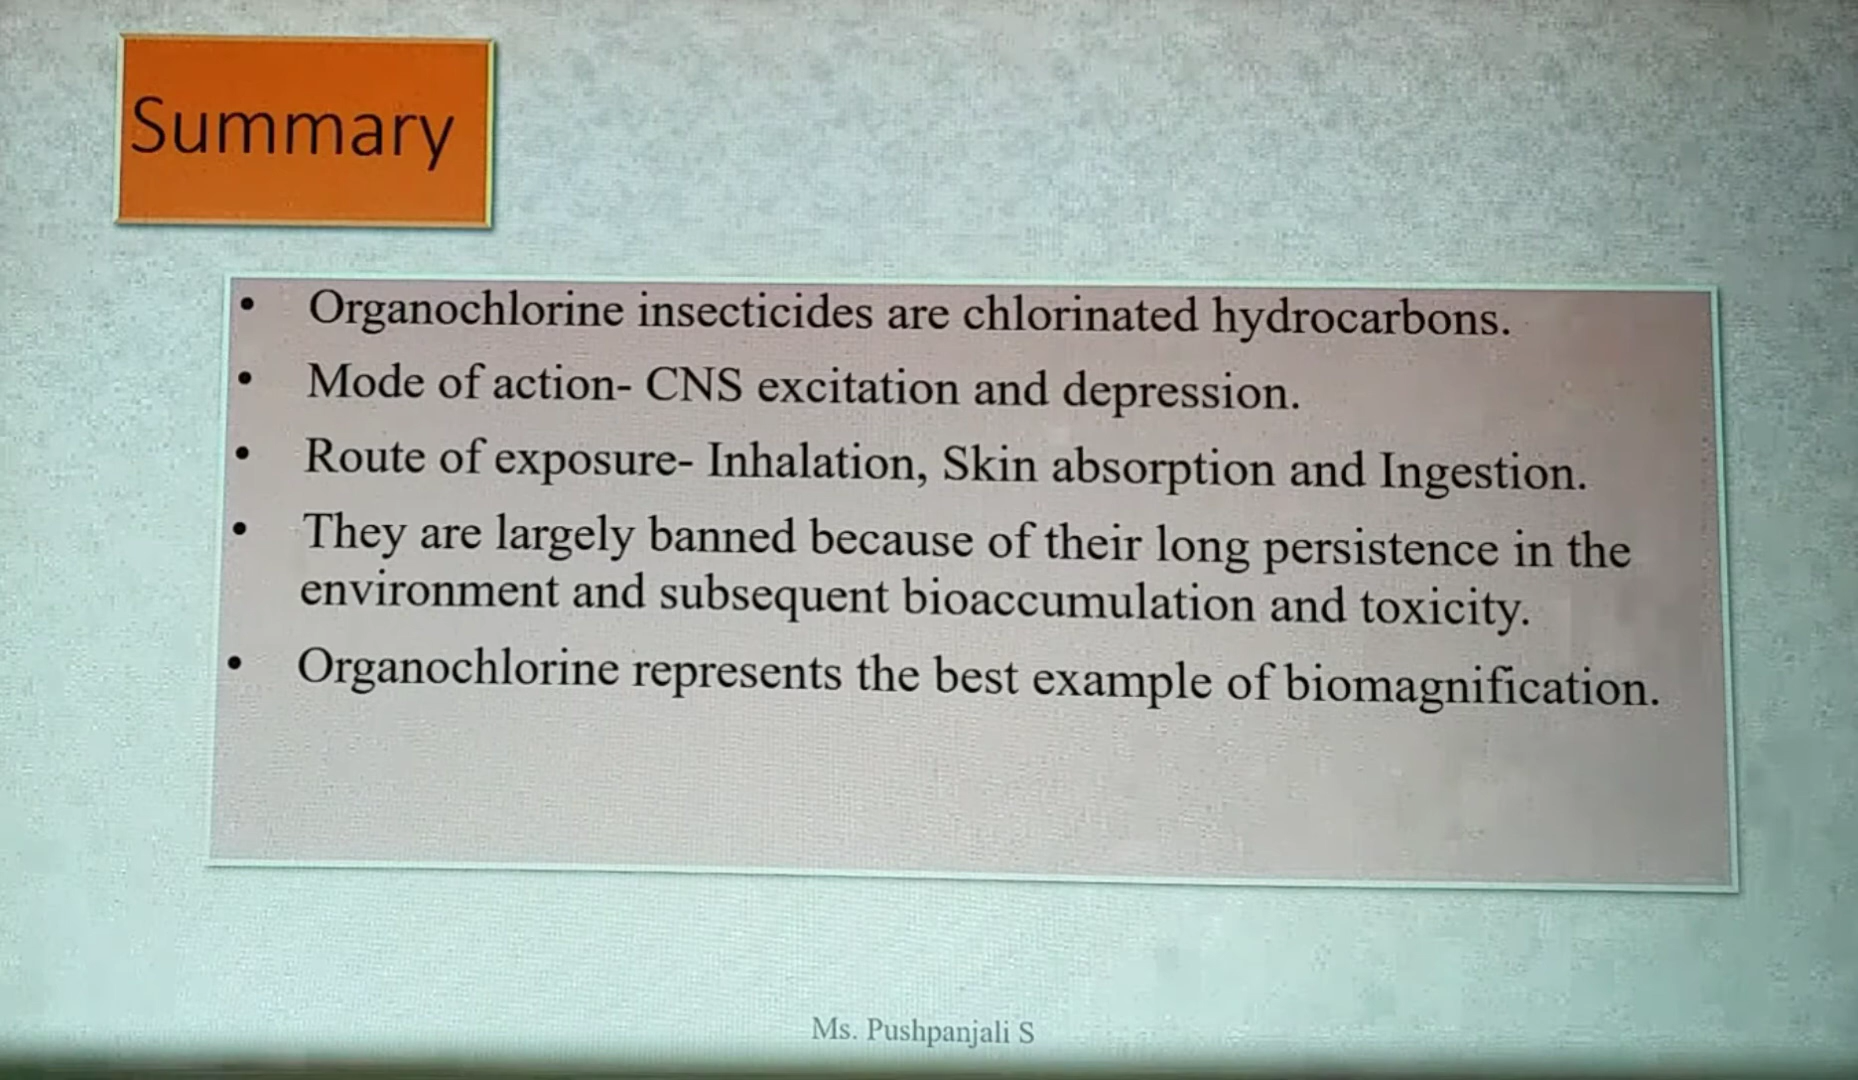 Summary
• Organochlorine insecticides are chlorinated hydrocarbons.
• Mode of action- CNS excitation and depression.
• Route of exposure- Inhalation, Skin absorption and Ingestion.
• They are largely banned because of their long persistence in the
environment and subsequent bioaccumulation and toxicity.
• Organochlorine represents the best example of biomagnification.
Ms. Pushpanjali S